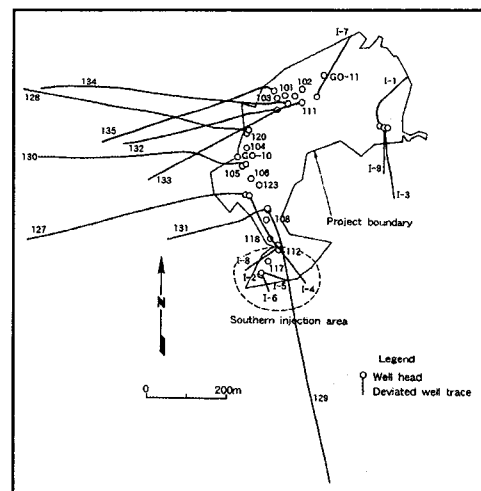 I-7
I-1
134
101
102
GO-11
128
103
111
135
132
120
104
130
GO-10
105
106
133
123
I-9
I-3
127
131
108
Project boundary
118
112
I-8
117
I-2
I-5
I-4
I-6
N
Southern injection area
Legend
Well head
Deviated well trace
0 200m
129